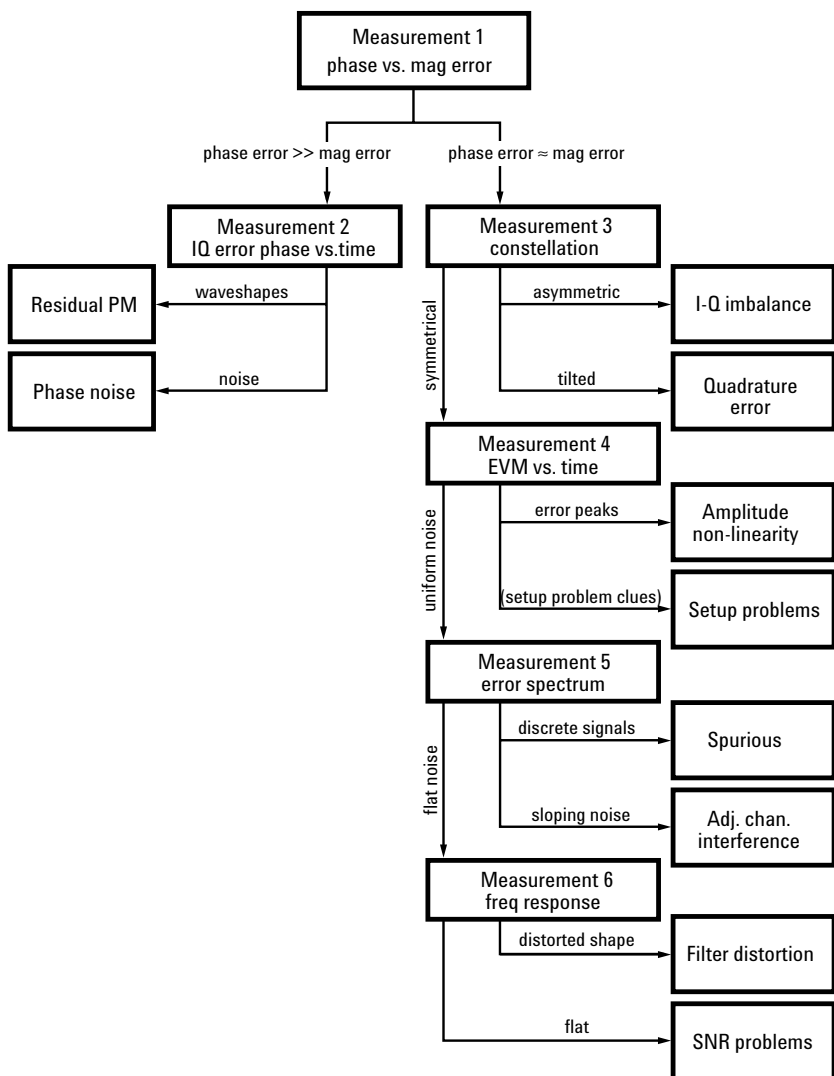 Measurement 1
phase vs. mag error
phase error >> mag error
phase error ≈ mag error
Measurement 2
IQ error phase vs.time
Measurement 3
constellation
waveshapes
Residual PM
noise
Phase noise
asymmetric
I-Q imbalance
symmetrical
tilted
Quadrature
error
Measurement 4
EVM vs. time
error peaks
Amplitude
non-linearity
uniform noise
(setup problem clues)
Setup problems
Measurement 5
error spectrum
discrete signals
Spurious
flat noise
sloping noise
Adj. chan.
interference
Measurement 6
freq response
distorted shape
Filter distortion
flat
SNR problems